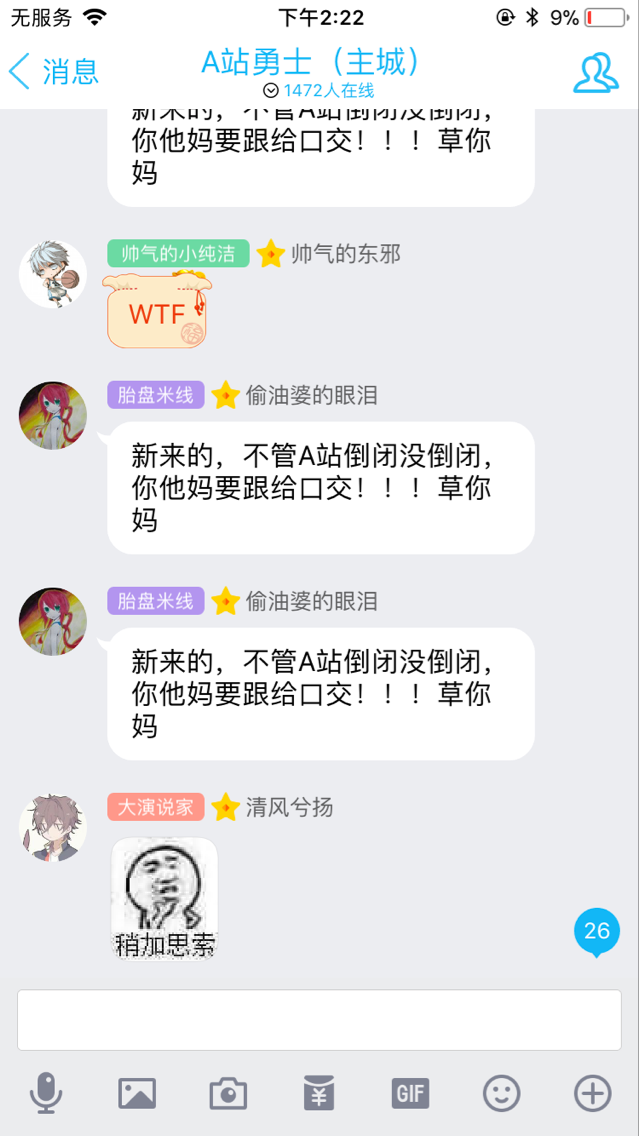 无服务 下午2:22 9%
消息 A站勇士（主城）
1472人在线
新来的，不管A站倒闭没倒闭，
你他妈要跟给口交！！！草你
妈
帅气的小纯洁 帅气的东邪
WTF
胎盘米线 偷油婆的眼泪
新来的，不管A站倒闭没倒闭，
你他妈要跟给口交！！！草你
妈
胎盘米线 偷油婆的眼泪
新来的，不管A站倒闭没倒闭，
你他妈要跟给口交！！！草你
妈
大演说家 清风兮扬
稍加思索
26
GIF